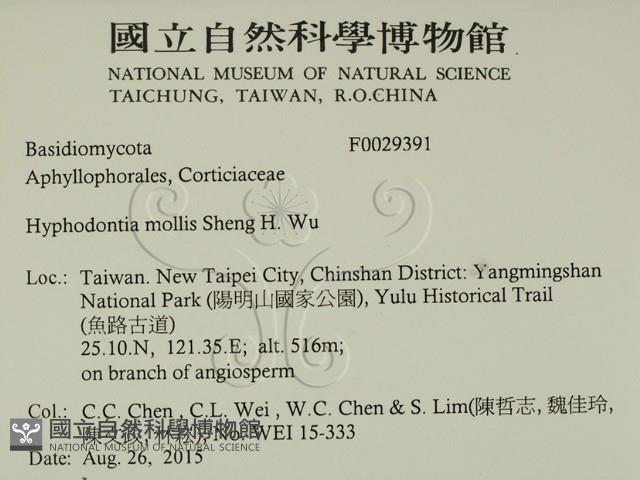 國立自然科學博物館
NATIONAL MUSEUM OF NATURAL SCIENCE
TAICHUNG, TAIWAN, R.O.CHINA
Basidiomycota F0029391
Aphyllophorales, Corticiaceae
Hyphodontia mollis Sheng H. Wu
Loc.: Taiwan. New Taipei City, Chinshan District: Yangmingshan
National Park (陽明山國家公園), Yulu Historical Trail
(魚路古道)
25.10.N, 121.35.E; alt. 516m;
on branch of angiosperm
Col.: C.C. Chen , C.L. Wei , W.C. Chen & S. Lim(陳哲志, 魏佳玲,
No. WEI 15-333
國立自然科學博物館
NATIONAL MUSEUM OF NATURAL SCIENCE
Date: Aug. 26, 2015